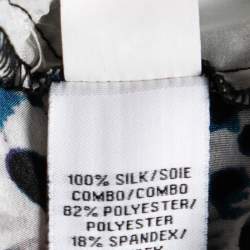 100% SILK/SOIE
COMBO/COMBO
82% POLYESTER/
POLYESTER
18% SPANDEX/